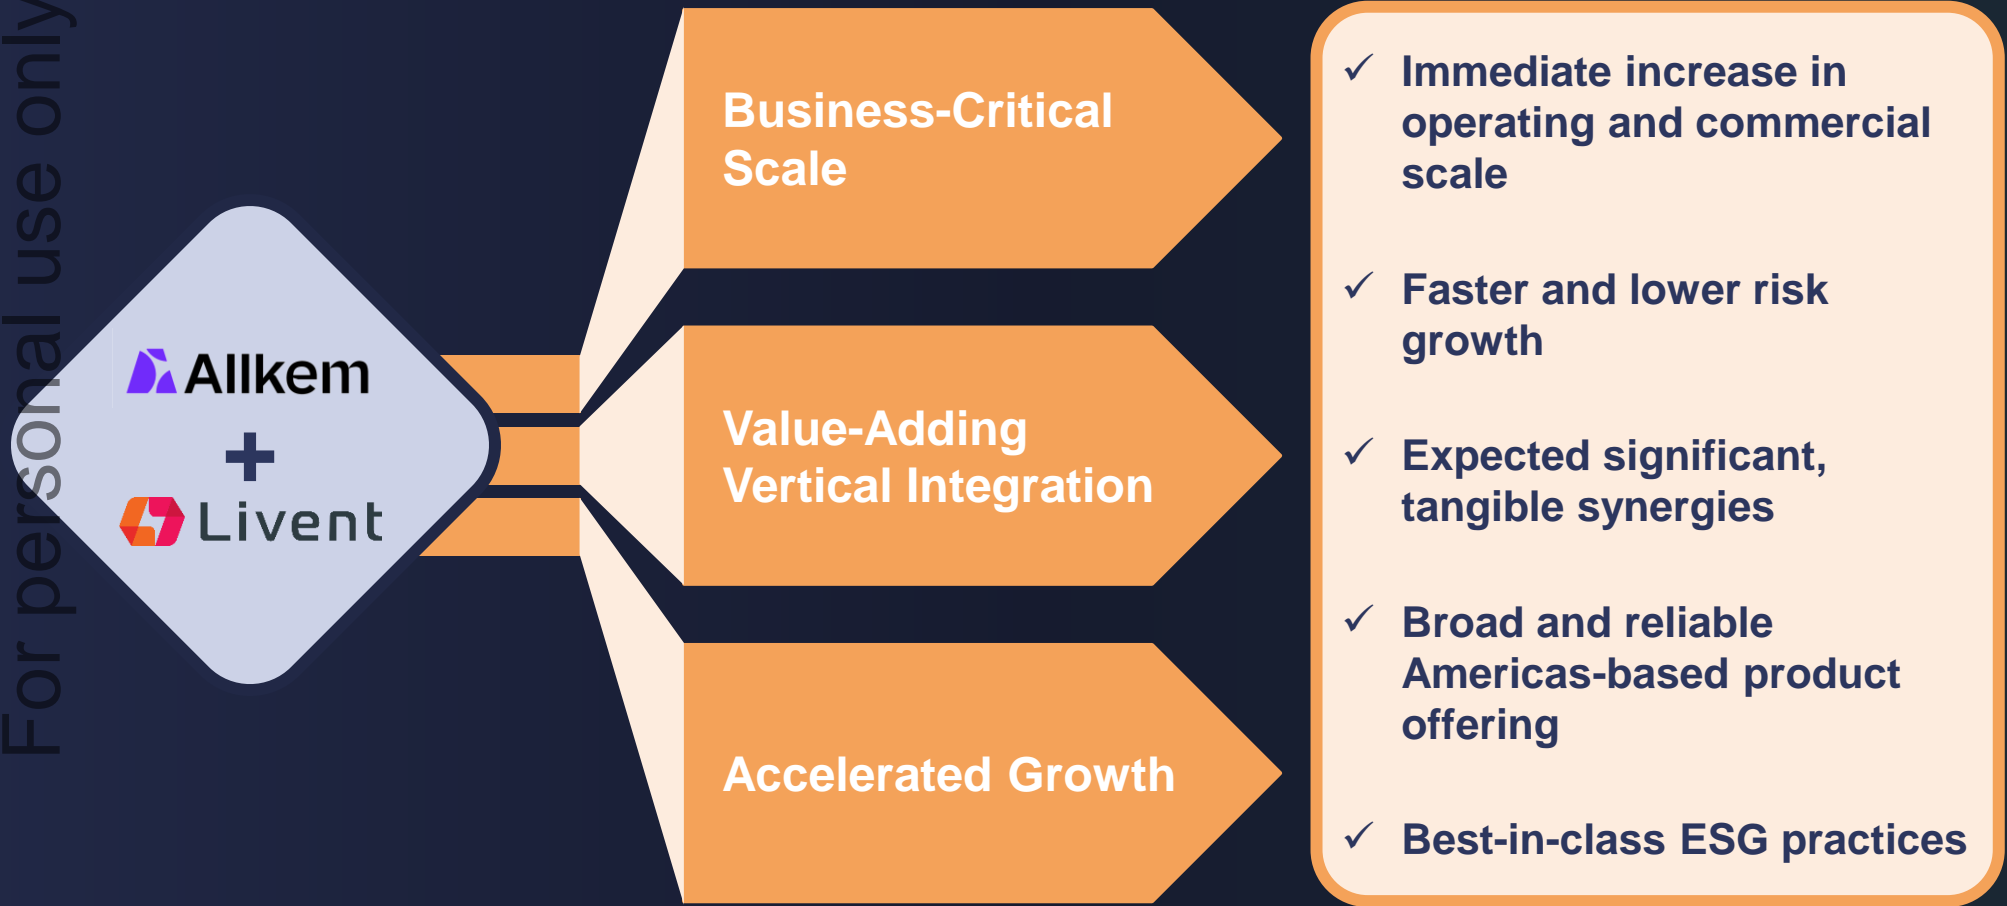 For personal use only
Allkem
+
Livent
Business-Critical
Scale
Value-Adding
Vertical Integration
Accelerated Growth
✓ Immediate increase in
operating and commercial
scale
✓ Faster and lower risk
growth
✓ Expected significant,
tangible synergies
✓ Broad and reliable
Americas-based product
offering
✓ Best-in-class ESG practices